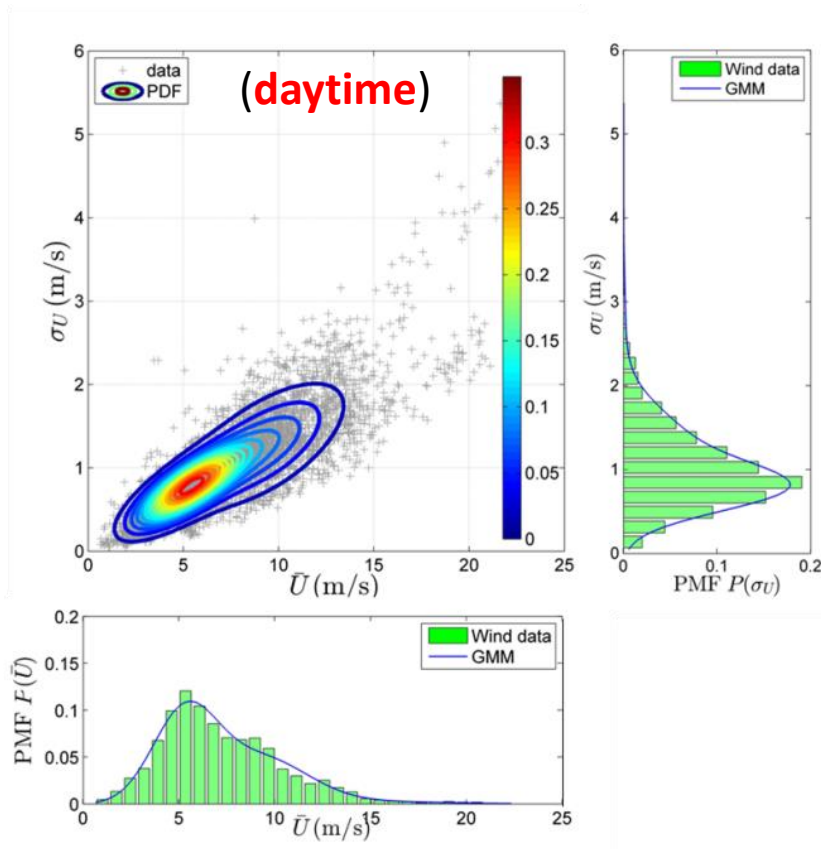 (daytime)
data
PDF
6
5
4
3
2
1
0
σU (m/s)
0.3
0.25
0.2
0.15
0.1
0.05
0
0 5 10 15 20 25
Ū (m/s)
Wind data
GMM
6
5
4
3
2
1
0
σU (m/s)
0 0.1 0.2
PMF P(σU)
Wind data
GMM
0.2
0.15
0.1
0.05
0
PMF P(Ū)
0 5 10 15 20 25
Ū (m/s)